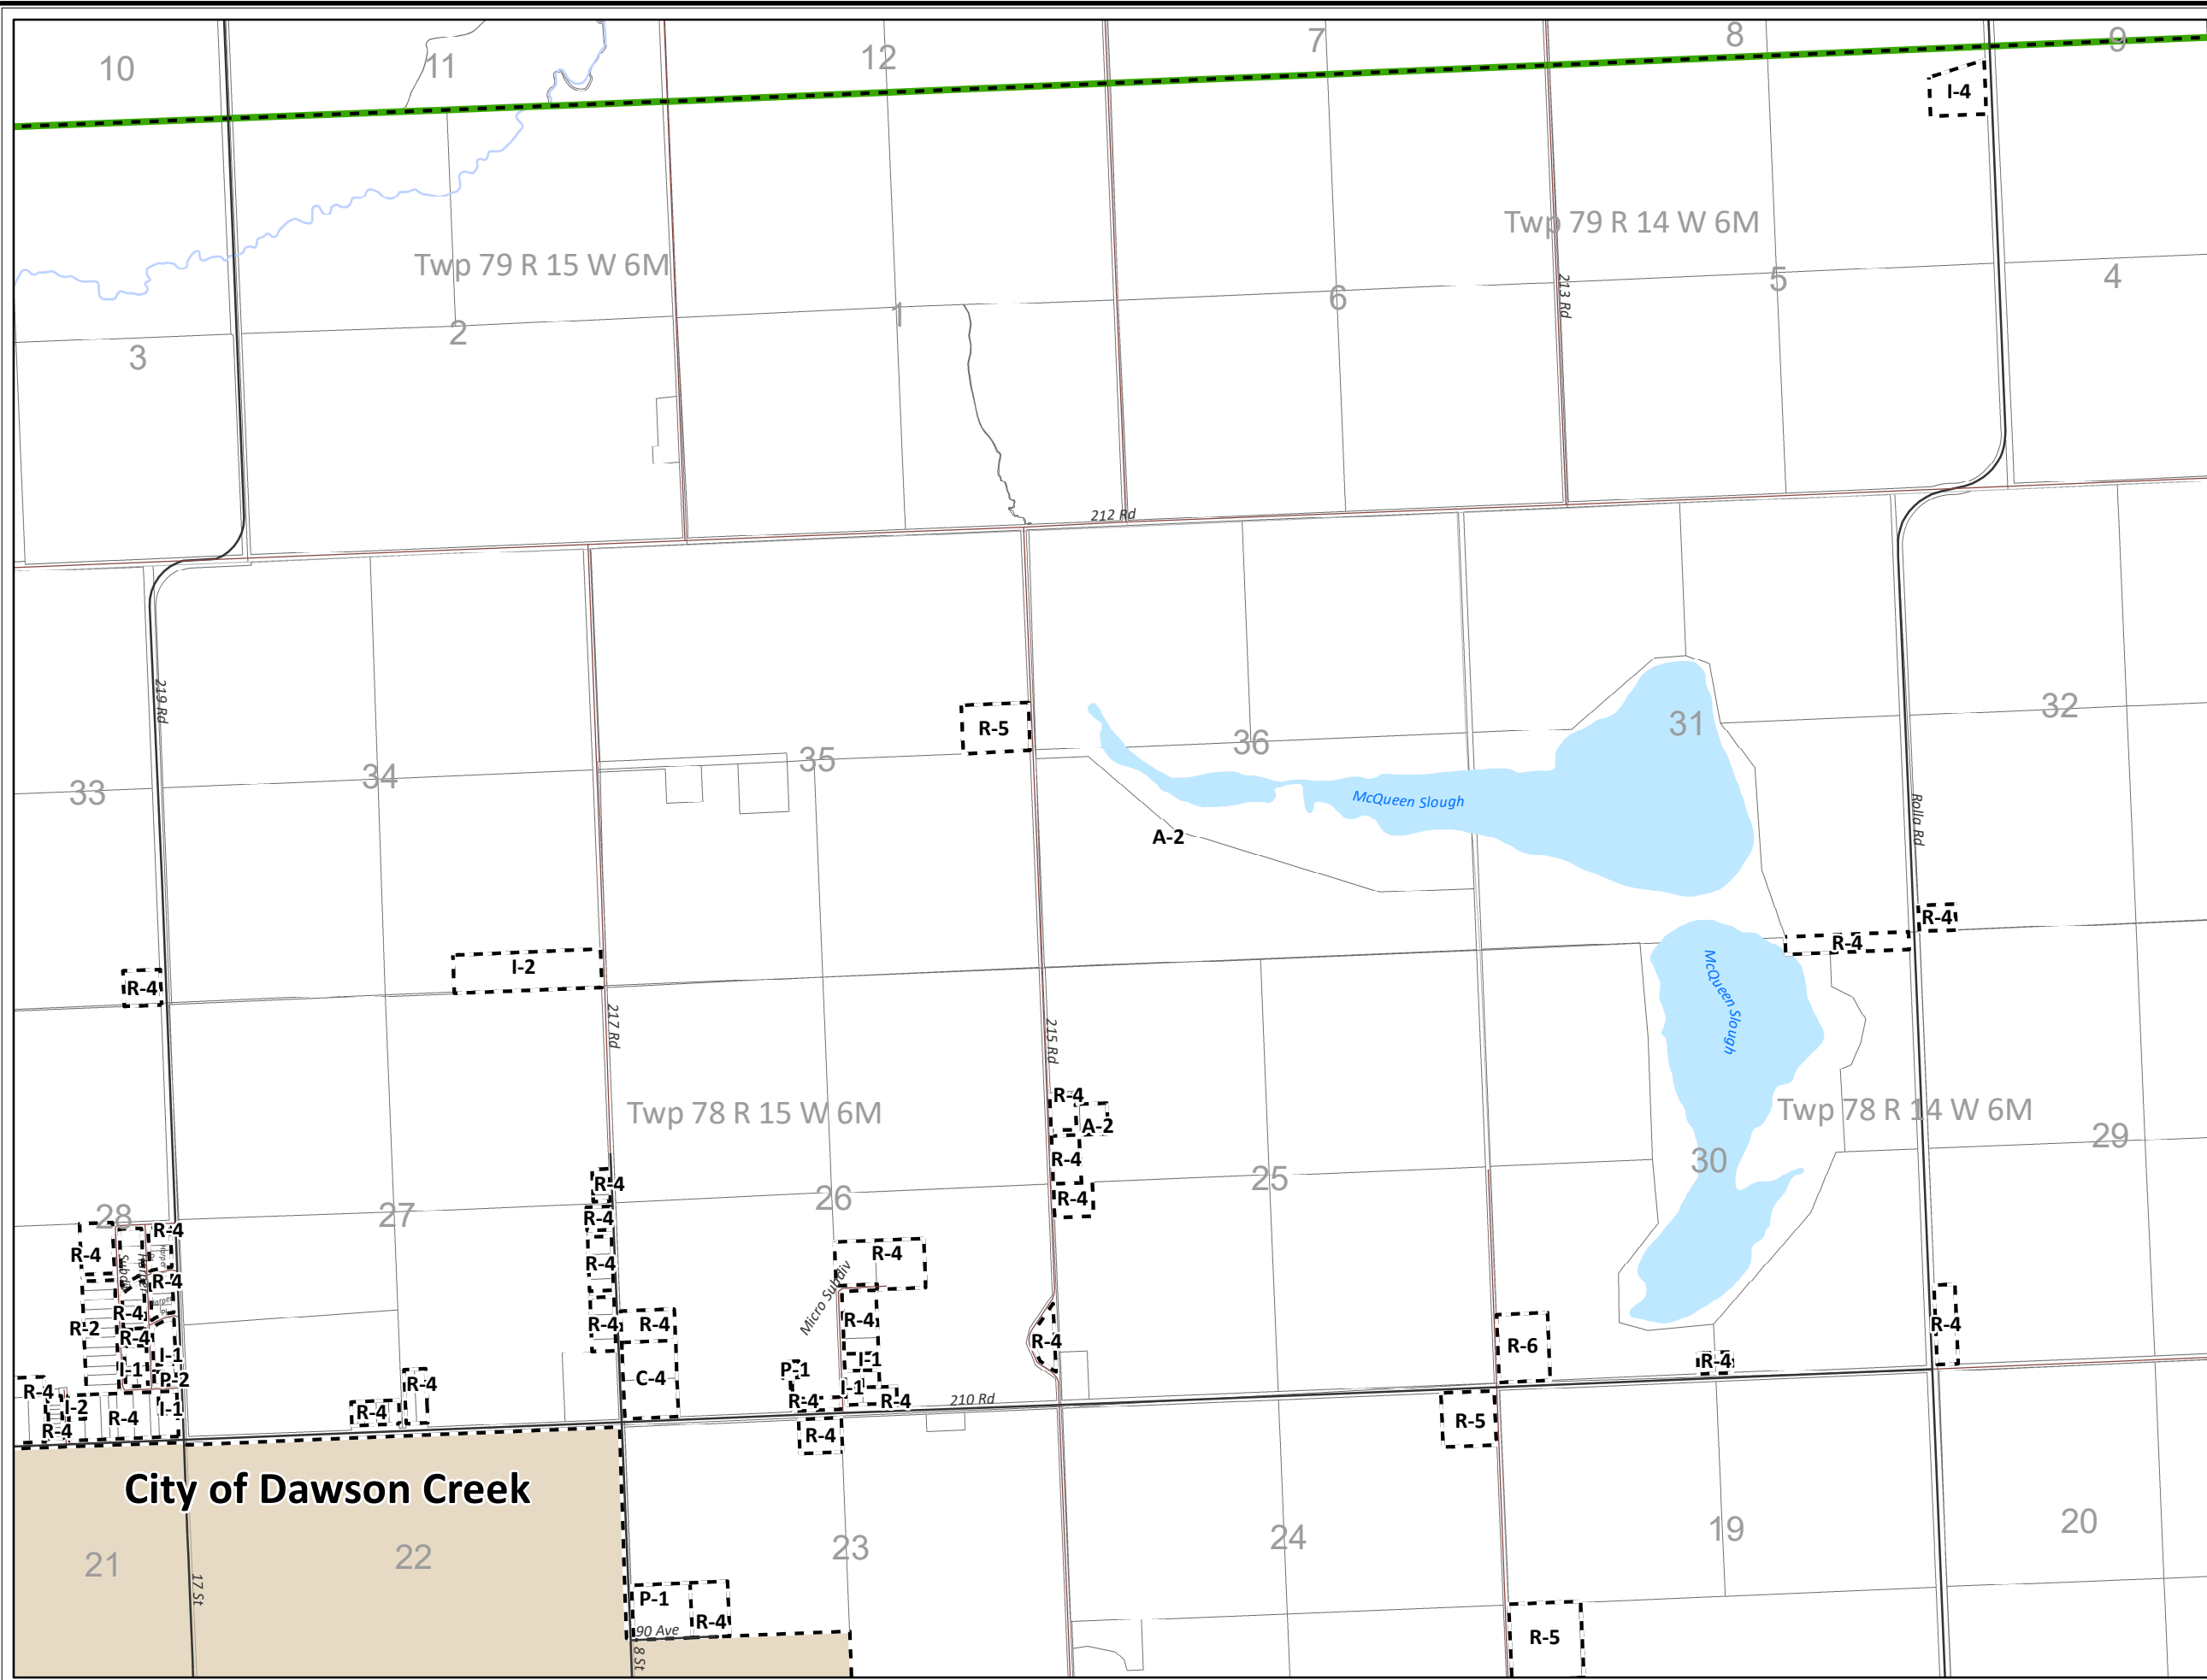 10
11
12
7
8
9
I-4
Twp 79 R 15 W 6M
Twp 79 R 14 W 6M
213 Rd
3
2
1
6
5
4
212 Rd
219 Rd
R-5
33
34
35
36
31
32
McQueen Slough
A-2
Rolla Rd
R-4
I-2
R-4
R-4
McQueen Slough
217 Rd
215 Rd
Twp 78 R 15 W 6M
Twp 78 R 14 W 6M
R-4
A-2
R-4
R-4
28
27
26
25
30
29
R-4
R-4
R-4
R-4
R-4
R-4
R-4
R-4
R-2
R-4
R-4
I-1
I-1
P-2
I-1
R-4
I-2
R-4
R-4
Harper
Subdiv
R-4
R-4
R-4
C-4
Micro Subdiv
R-4
R-4
I-1
I-1
P-1
R-4
R-4
R-4
210 Rd
R-4
R-6
R-4
R-4
R-5
City of Dawson Creek
21
22
23
24
19
20
17 St
P-1
R-4
90 Ave
8 St
R-5